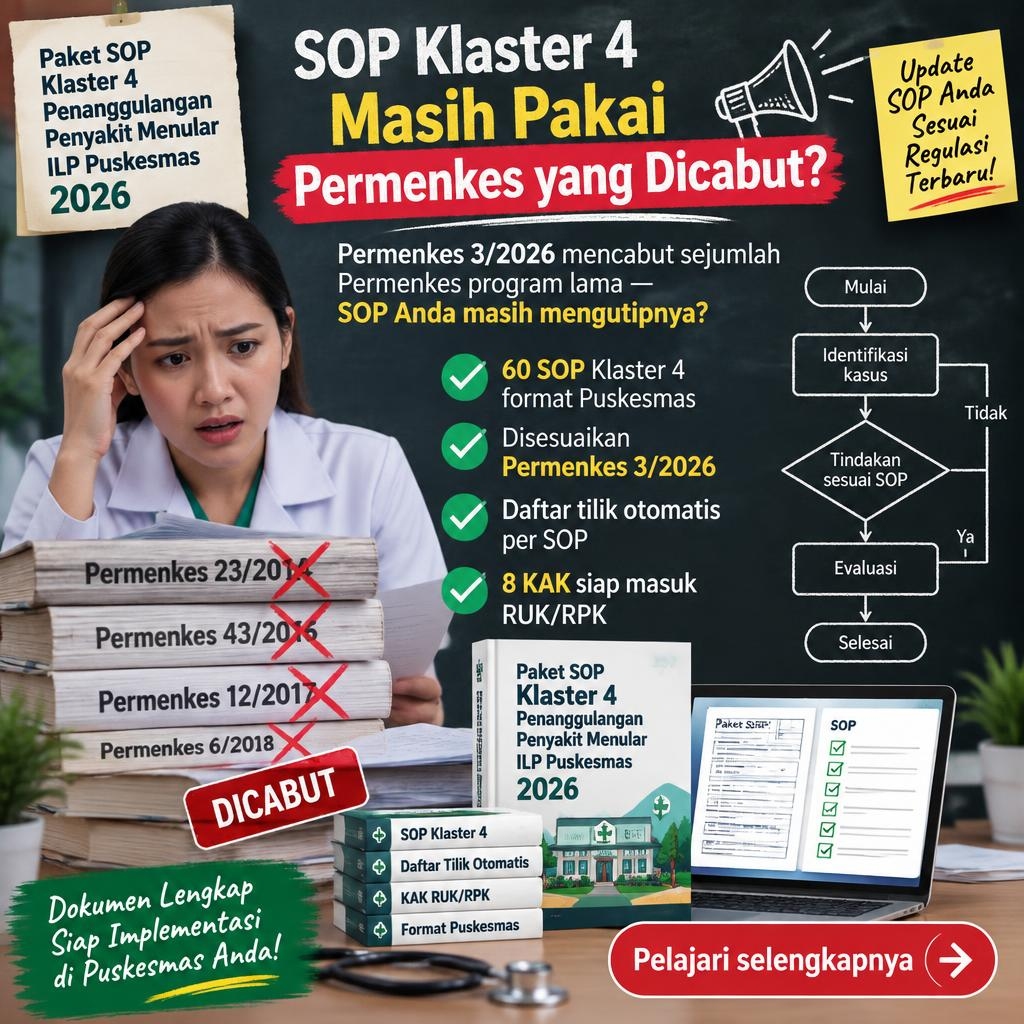 Paket SOP
Klaster 4
Penanggulangan
Penyakit Menular
ILP Puskesmas
2026
SOP Klaster 4
Masih Pakai
Permenkes yang Dicabut?
Update
SOP Anda
Sesuai
Regulasi
Terbaru!
Permenkes 3/2026 mencabut sejumlah
Permenkes program lama —
SOP Anda masih mengutipnya?
60 SOP Klaster 4
format Puskesmas
Disesuaikan
Permenkes 3/2026
Daftar tilik otomatis
per SOP
8 KAK siap masuk
RUK/RPK
Mulai
Identifikasi
kasus
Tidak
Tindakan
sesuai SOP
Ya
Evaluasi
Selesai
Permenkes 23/2014
Permenkes 43/2016
Permenkes 12/2017
Permenkes 6/2018
DICABUT
Paket SOP
Klaster 4
Penanggulangan
Penyakit Menular
ILP Puskesmas
2026
SOP Klaster 4
Daftar Tilik Otomatis
KAK RUK/RPK
Format Puskesmas
SOP
Dokumen Lengkap
Siap Implementasi
di Puskesmas Anda!
Pelajari selengkapnya